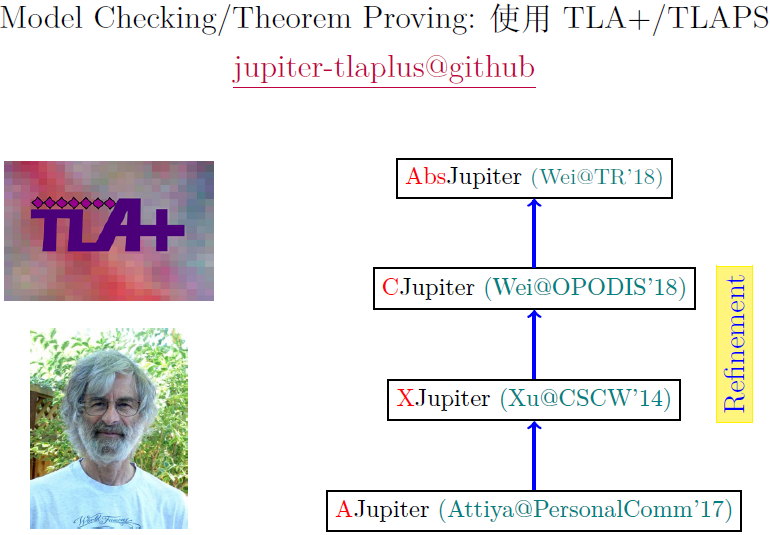 Model Checking/Theorem Proving: 使用 TLA+/TLAPS
jupiter-tlaplus@github
TLA+
AbsJupiter (Wei@TR'18)
CJupiter (Wei@OPODIS'18)
XJupiter (Xu@CSCW'14)
AJupiter (Attiya@PersonalComm'17)
Refinement